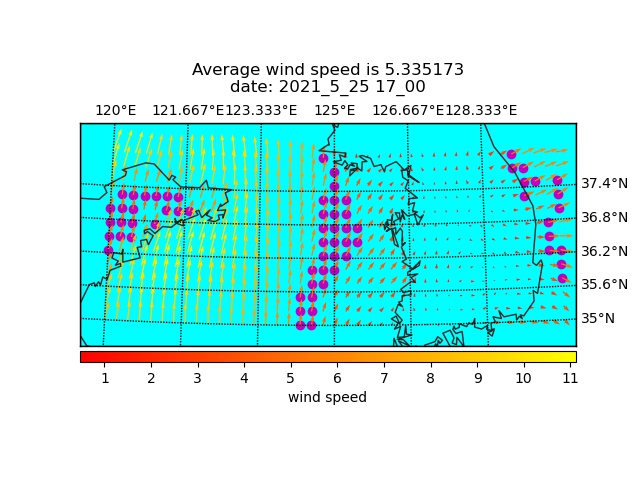 Average wind speed is 5.335173
date: 2021_5_25 17_00
120°E 121.667°E 123.333°E 125°E 126.667°E 128.333°E
37.4°N
36.8°N
36.2°N
35.6°N
35°N
1 2 3 4 5 6 7 8 9 10 11
wind speed